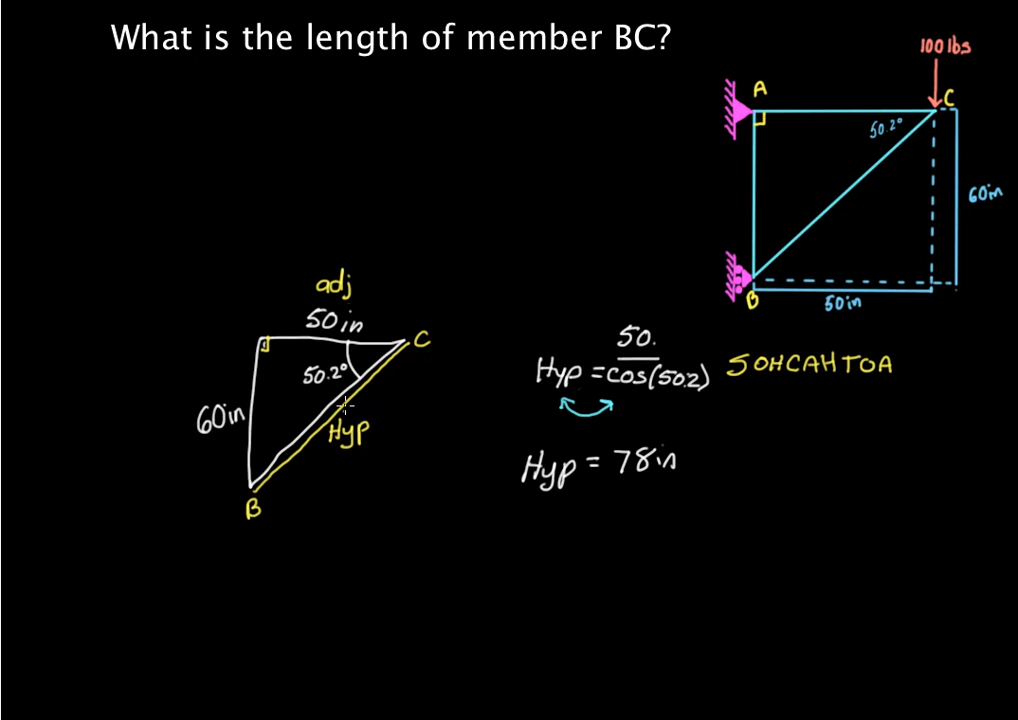 What is the length of member BC?
100 lbs
A
C
50.2°
60in
B
50in
adj
50in
C
50.2°
60in
Hyp
B
50.
Hyp = cos(50.2)
SOHCAHTOA
Hyp = 78in